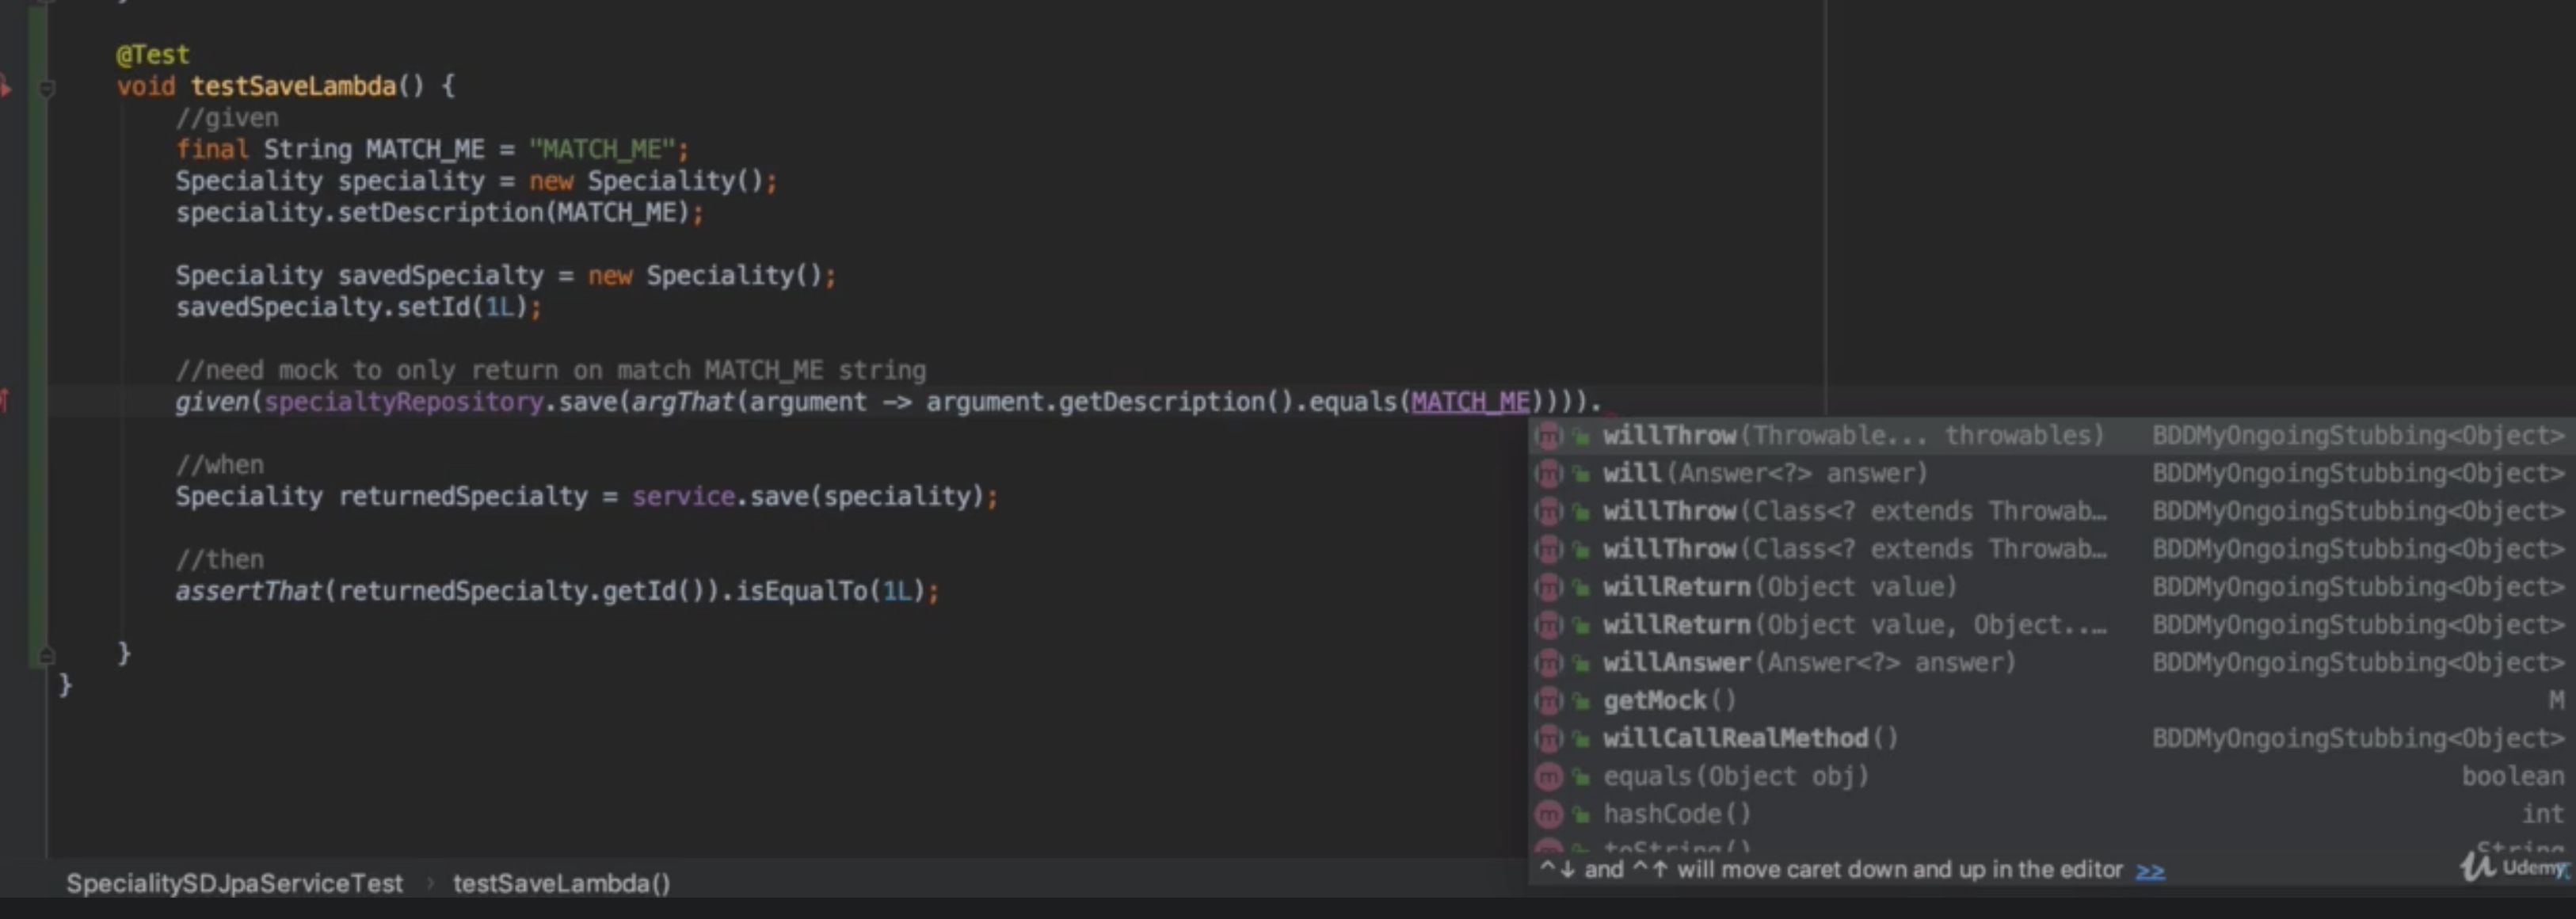 @Test
void testSaveLambda() {
//given
final String MATCH_ME = "MATCH_ME";
Speciality speciality = new Speciality();
speciality.setDescription(MATCH_ME);
Speciality savedSpecialty = new Speciality();
savedSpecialty.setId(1L);
//need mock to only return on match MATCH_ME string
given(specialtyRepository.save(argThat(argument -> argument.getDescription().equals(MATCH_ME)))).
//when
Speciality returnedSpecialty = service.save(speciality);
//then
assertThat(returnedSpecialty.getId()).isEqualTo(1L);
}
}
willThrow(Throwable... throwables) BDDMyOngoingStubbing<Object>
will(Answer<?> answer) BDDMyOngoingStubbing<Object>
willThrow(Class<? extends Throwab… BDDMyOngoingStubbing<Object>
willThrow(Class<? extends Throwab… BDDMyOngoingStubbing<Object>
willReturn(Object value) BDDMyOngoingStubbing<Object>
willReturn(Object value, Object..… BDDMyOngoingStubbing<Object>
willAnswer(Answer<?> answer) BDDMyOngoingStubbing<Object>
getMock() M
willCallRealMethod() BDDMyOngoingStubbing<Object>
equals(Object obj) boolean
hashCode() int
toString() String
^↓ and ^↑ will move caret down and up in the editor >>
Udemy
SpecialitySDJpaServiceTest › testSaveLambda()